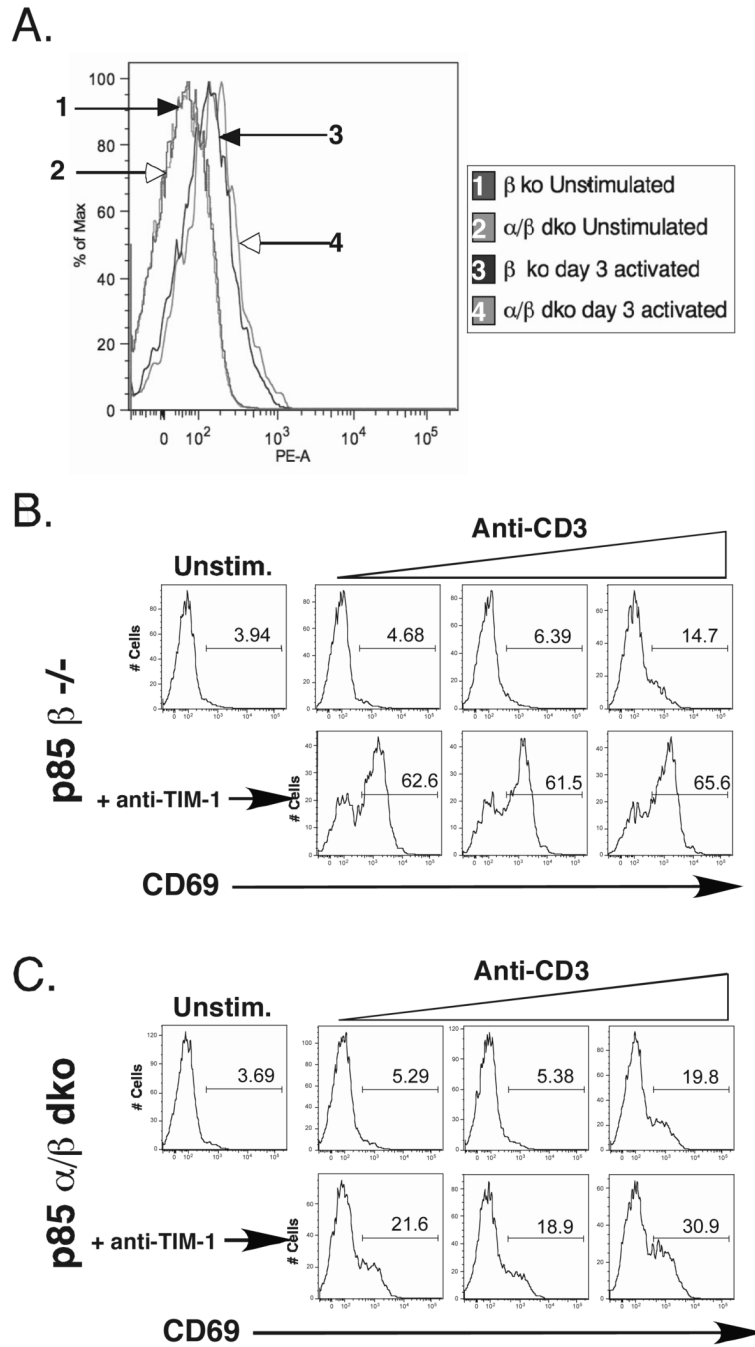 A.
100
80
60
40
20
0
% of Max
0 10² 10³ 10⁴ 10⁵
PE-A
1
2
3
4
1 β ko Unstimulated
2 α/β dko Unstimulated
3 β ko day 3 activated
4 α/β dko day 3 activated
B.
Anti-CD3
Unstim.
p85 β -/-
# Cells
3.94
4.68
6.39
14.7
+ anti-TIM-1
# Cells
62.6
61.5
65.6
CD69
C.
Anti-CD3
Unstim.
p85 α/β dko
# Cells
3.69
5.29
5.38
19.8
+ anti-TIM-1
# Cells
21.6
18.9
30.9
CD69